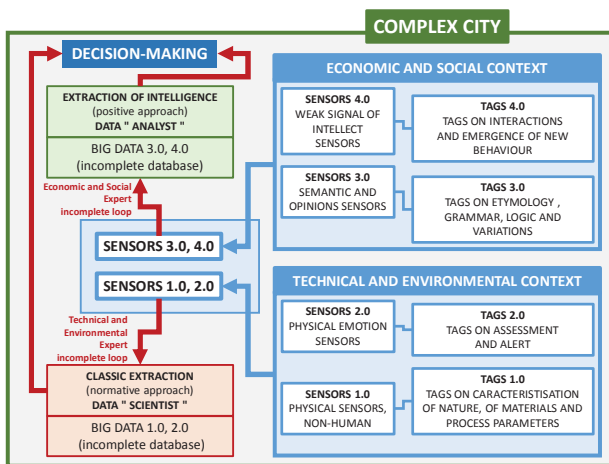 COMPLEX CITY
DECISION-MAKING
EXTRACTION OF INTELLIGENCE
(positive approach)
DATA " ANALYST "
BIG DATA 3.0, 4.0
(incomplete database)
Economic and Social
Expert
incomplete loop
SENSORS 3.0, 4.0
SENSORS 1.0, 2.0
Technical and
Environmental
Expert
incomplete loop
CLASSIC EXTRACTION
(normative approach)
DATA " SCIENTIST "
BIG DATA 1.0, 2.0
(incomplete database)
ECONOMIC AND SOCIAL CONTEXT
SENSORS 4.0
WEAK SIGNAL OF
INTELLECT
SENSORS
TAGS 4.0
TAGS ON INTERACTIONS
AND EMERGENCE OF NEW
BEHAVIOUR
SENSORS 3.0
SEMANTIC AND
OPINIONS SENSORS
TAGS 3.0
TAGS ON ETYMOLOGY ,
GRAMMAR, LOGIC AND
VARIATIONS
TECHNICAL AND ENVIRONMENTAL CONTEXT
SENSORS 2.0
PHYSICAL EMOTION
SENSORS
TAGS 2.0
TAGS ON ASSESSMENT
AND ALERT
SENSORS 1.0
PHYSICAL SENSORS,
NON-HUMAN
TAGS 1.0
TAGS ON CARACTERISTISATION
OF NATURE, OF MATERIALS AND
PROCESS PARAMETERS